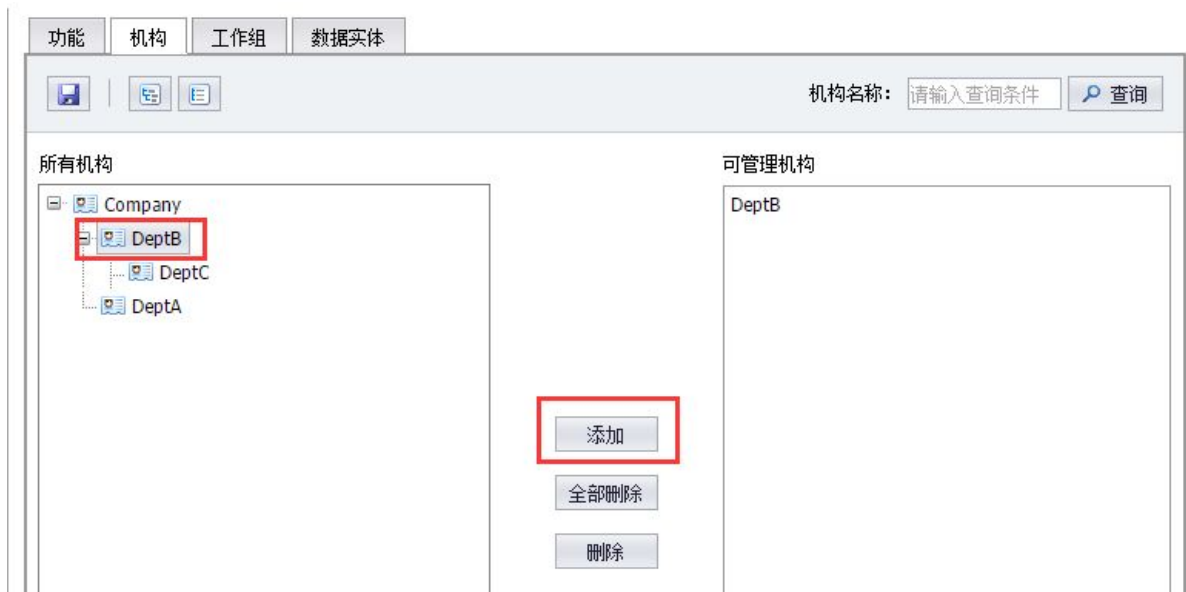 功能 机构 工作组 数据实体
机构名称： 请输入查询条件 查询
所有机构
可管理机构
Company
DeptB
DeptC
DeptA
DeptB
添加
全部删除
删除